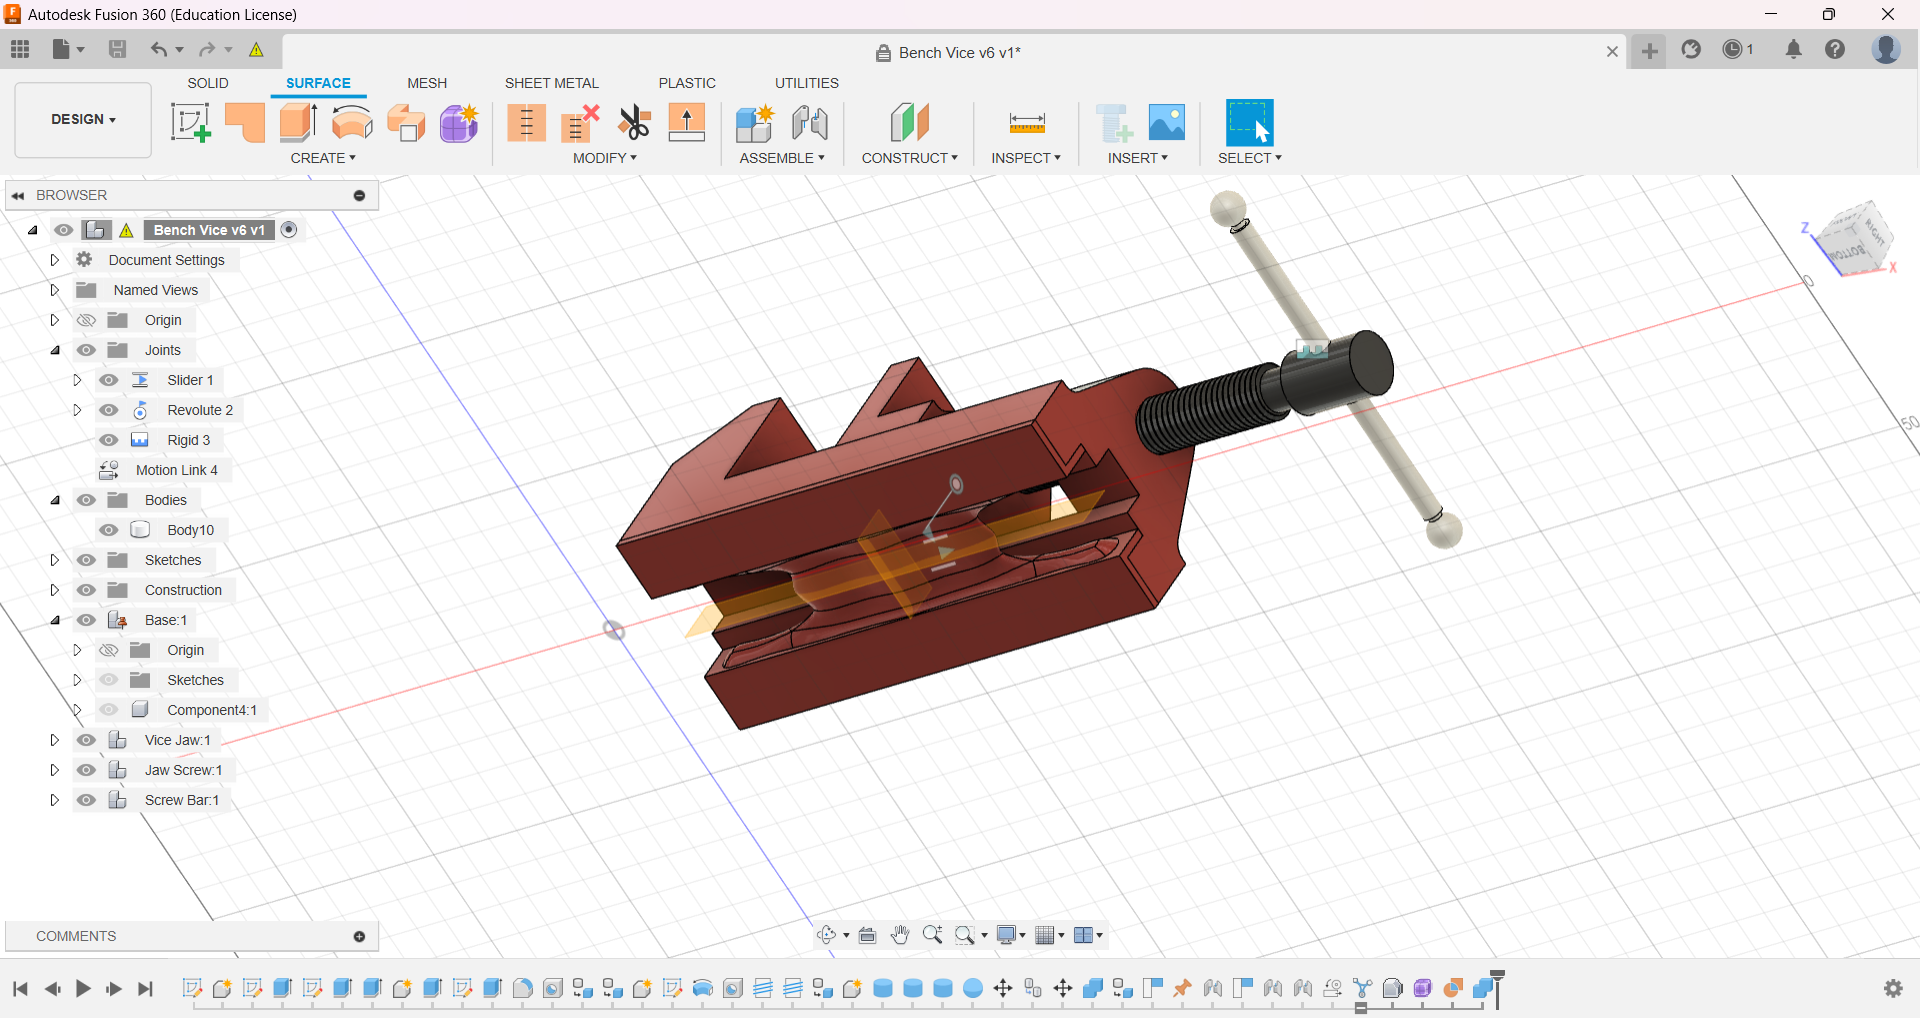 Autodesk Fusion 360 (Education License)
Bench Vice v6 v1*
1
DESIGN
SOLID
SURFACE
MESH
SHEET METAL
PLASTIC
UTILITIES
CREATE
MODIFY
ASSEMBLE
CONSTRUCT
INSPECT
INSERT
SELECT
BROWSER
Bench Vice v6 v1
Document Settings
Named Views
Origin
Joints
Slider 1
Revolute 2
Rigid 3
Motion Link 4
Bodies
Body10
Sketches
Construction
Base:1
Origin
Sketches
Component4:1
Vice Jaw:1
Jaw Screw:1
Screw Bar:1
Z
RIGHT
BOTTOM
X
0
50
COMMENTS